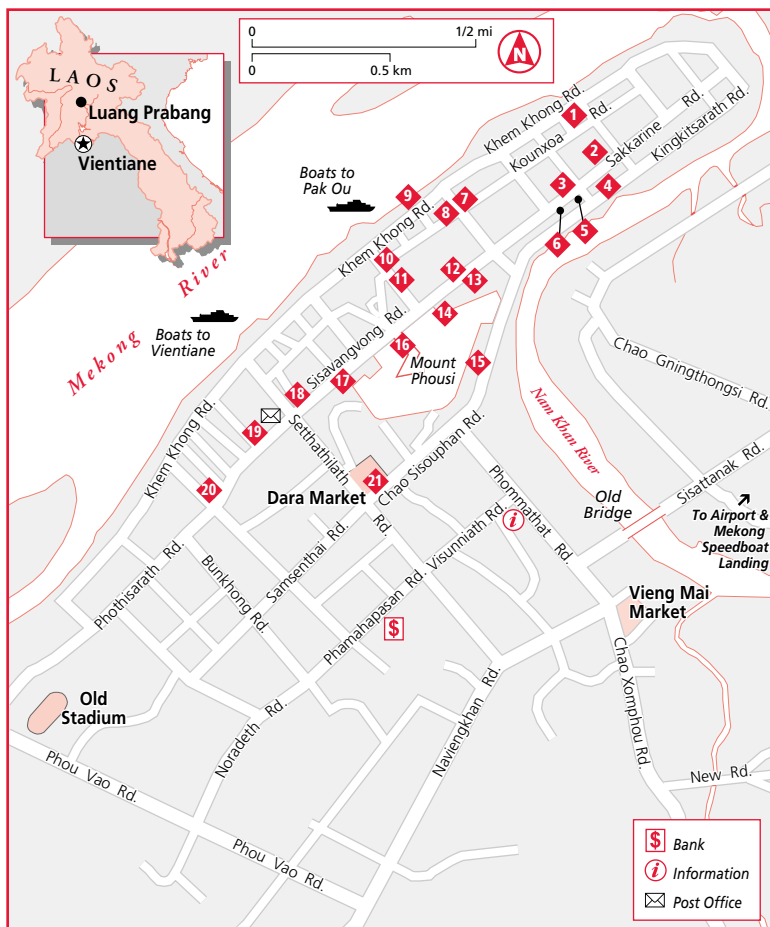 LAOS
Luang Prabang
Vientiane
0
1/2 mi
0
0.5 km
N
Mekong
River
Boats to
Pak Ou
Boats to
Vientiane
Khem Khong Rd.
Kounxoa Rd.
Sakkarine Rd.
Kingkitsarath Rd.
1
2
3
4
5
6
7
8
9
Khem Khong Rd.
10
11
12
13
14
15
16
17
18
19
20
21
Sisavangvong Rd.
Mount
Phousi
Chao Gningthongsi Rd.
Nam Khan River
Khem Khong Rd.
Setthathilath Rd.
Dara Market
Chao Sisouphan Rd.
Phommathat Rd.
Old
Bridge
Sisattanak Rd.
To Airport &
Mekong
Speedboat
Landing
Samsenthai Rd.
Visunniath Rd.
i
Phothisarath Rd.
Bunkhong Rd.
Phamahapasan Rd.
$
Vieng Mai
Market
Chao Xomphou Rd.
Naviengkhan Rd.
Old
Stadium
Noradeth Rd.
Phou Vao Rd.
Phou Vao Rd.
New Rd.
$ Bank
i Information
Post Office